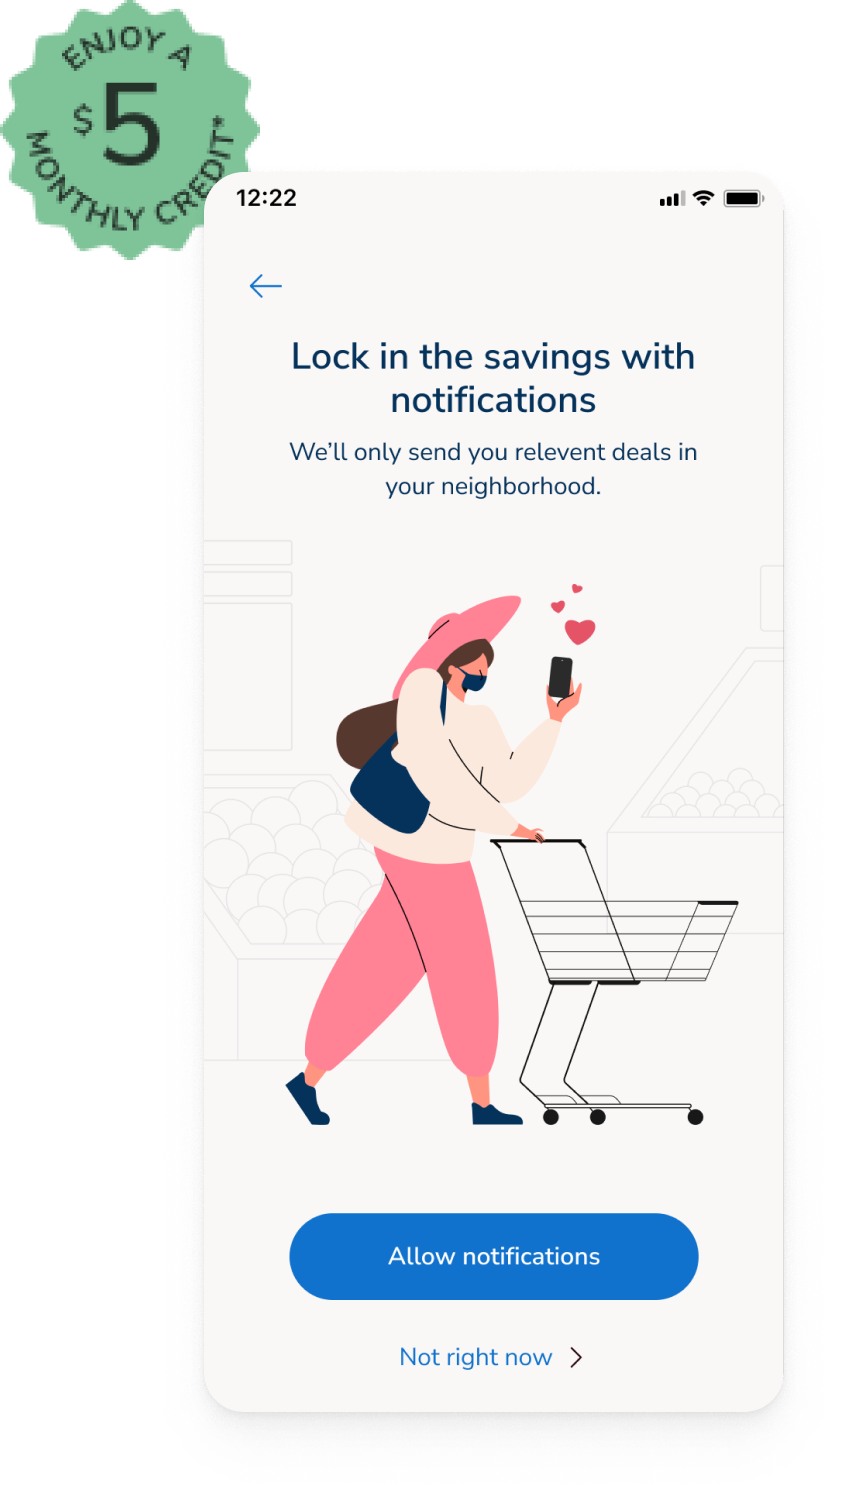 ENJOY A
$5
MONTHLY CREDIT*
12:22
Lock in the savings with
notifications
We’ll only send you relevent deals in
your neighborhood.
Allow notifications
Not right now